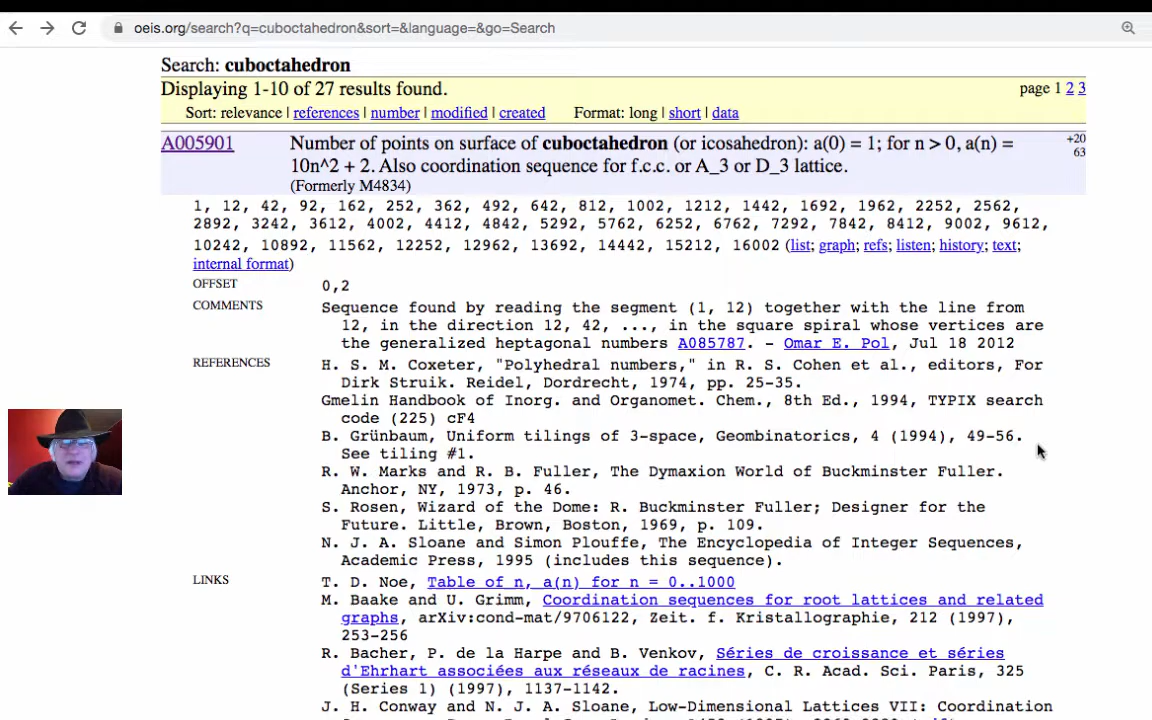 oeis.org/search?q=cuboctahedron&sort=&language=&go=Search
Search: cuboctahedron
Displaying 1-10 of 27 results found.
page 1 2 3
Sort: relevance | references | number | modified | created Format: long | short | data
A005901 Number of points on surface of cuboctahedron (or icosahedron): a(0) = 1; for n > 0, a(n) = +20
10n^2 + 2. Also coordination sequence for f.c.c. or A_3 or D_3 lattice. 63
(Formerly M4834)
1, 12, 42, 92, 162, 252, 362, 492, 642, 812, 1002, 1212, 1442, 1692, 1962, 2252, 2562,
2892, 3242, 3612, 4002, 4412, 4842, 5292, 5762, 6252, 6762, 7292, 7842, 8412, 9002, 9612,
10242, 10892, 11562, 12252, 12962, 13692, 14442, 15212, 16002 (list; graph; refs; listen; history; text;
internal format)
OFFSET 0,2
COMMENTS Sequence found by reading the segment (1, 12) together with the line from
12, in the direction 12, 42, ..., in the square spiral whose vertices are
the generalized heptagonal numbers A085787. - Omar E. Pol, Jul 18 2012
REFERENCES H. S. M. Coxeter, "Polyhedral numbers," in R. S. Cohen et al., editors, For
Dirk Struik. Reidel, Dordrecht, 1974, pp. 25-35.
Gmelin Handbook of Inorg. and Organomet. Chem., 8th Ed., 1994, TYPIX search
code (225) cF4
B. Grünbaum, Uniform tilings of 3-space, Geombinatorics, 4 (1994), 49-56.
See tiling #1.
R. W. Marks and R. B. Fuller, The Dymaxion World of Buckminster Fuller.
Anchor, NY, 1973, p. 46.
S. Rosen, Wizard of the Dome: R. Buckminster Fuller; Designer for the
Future. Little, Brown, Boston, 1969, p. 109.
N. J. A. Sloane and Simon Plouffe, The Encyclopedia of Integer Sequences,
Academic Press, 1995 (includes this sequence).
LINKS T. D. Noe, Table of n, a(n) for n = 0..1000
M. Baake and U. Grimm, Coordination sequences for root lattices and related
graphs, arXiv:cond-mat/9706122, Zeit. f. Kristallographie, 212 (1997),
253-256
R. Bacher, P. de la Harpe and B. Venkov, Séries de croissance et séries
d'Ehrhart associées aux réseaux de racines, C. R. Acad. Sci. Paris, 325
(Series 1) (1997), 1137-1142.
J. H. Conway and N. J. A. Sloane, Low-Dimensional Lattices VII: Coordination